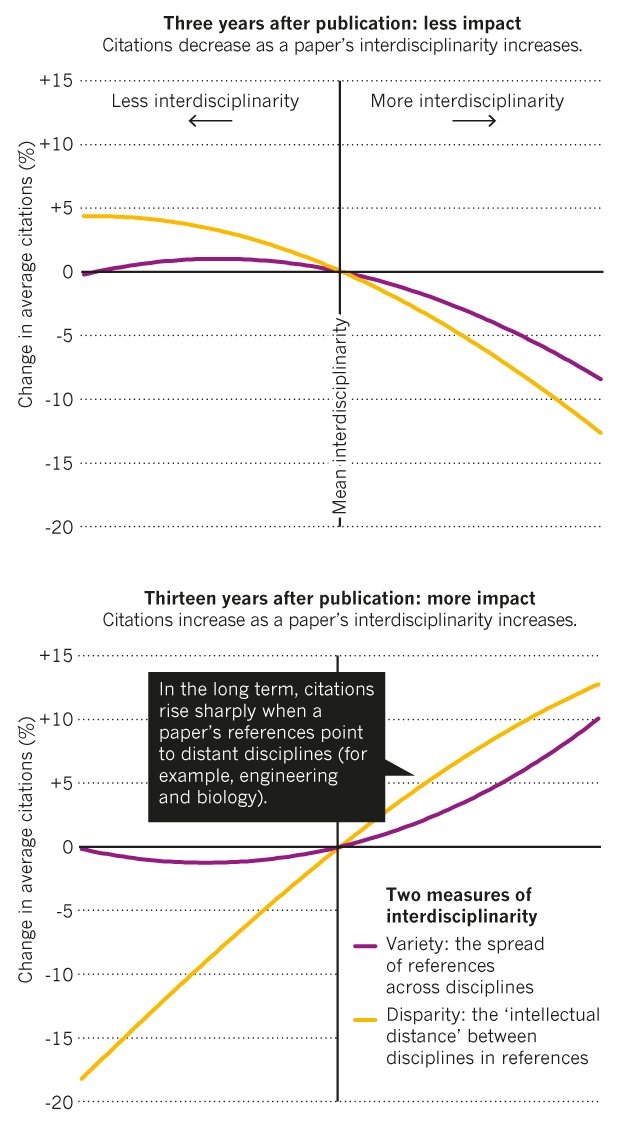 Three years after publication: less impact
Citations decrease as a paper’s interdisciplinarity increases.
Change in average citations (%)
+15
+10
+5
0
-5
-10
-15
-20
Less interdisciplinarity
More interdisciplinarity
Mean interdisciplinarity
Thirteen years after publication: more impact
Citations increase as a paper’s interdisciplinarity increases.
Change in average citations (%)
+15
+10
+5
0
-5
-10
-15
-20
In the long term, citations
rise sharply when a
paper’s references point
to distant disciplines (for
example, engineering
and biology).
Two measures of
interdisciplinarity
Variety: the spread
of references
across disciplines
Disparity: the ‘intellectual
distance’ between
disciplines in references